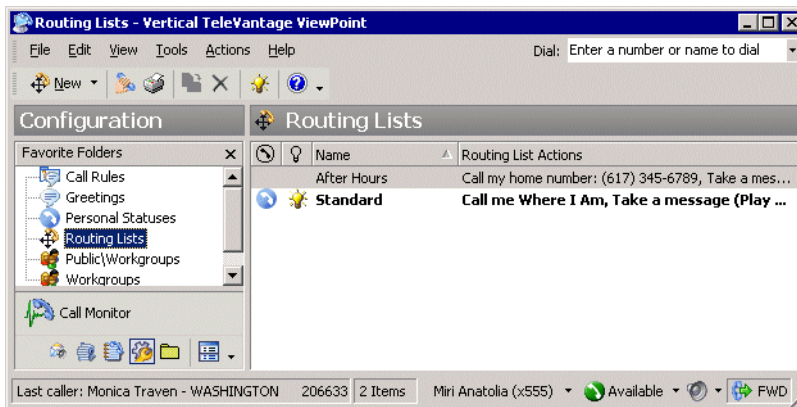 Routing Lists - Vertical TeleVantage ViewPoint
File Edit View Tools Actions Help Dial: Enter a number or name to dial
New
Configuration
Routing Lists
Favorite Folders
Name Routing List Actions
Call Rules
Greetings
Personal Statuses
Routing Lists
Public\Workgroups
Workgroups
After Hours Call my home number: (617) 345-6789, Take a mes...
Standard Call me Where I Am, Take a message (Play ...
Call Monitor
Last caller: Monica Traven - WASHINGTON 206633 2 Items Miri Anatolia (x555) Available FWD